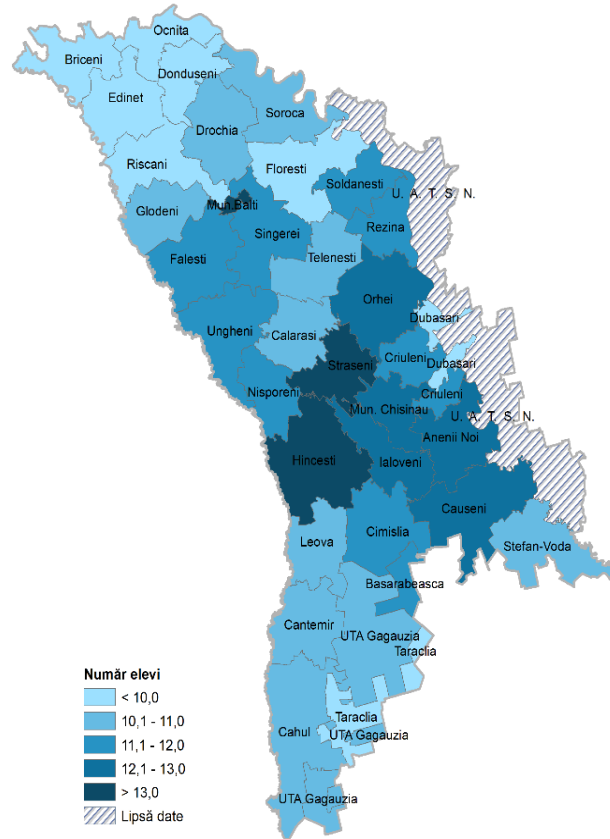 Ocnita
Briceni
Donduseni
Edinet
Soroca
Drochia
Riscani
Floresti
Soldanesti
U. A. T. S. N.
Glodeni
Mun.Balti
Rezina
Singerei
Falesti
Telenesti
Orhei
Dubasari
Ungheni
Calarasi
Criuleni
Dubasari
Straseni
Nisporeni
Criuleni
Mun. Chisinau
U. A. T. S. N.
Anenii Noi
Hincesti
Ialoveni
Causeni
Cimislia
Leova
Stefan-Voda
Basarabeasca
Cantemir
UTA Gagauzia
Taraclia
Taraclia
Cahul
UTA Gagauzia
UTA Gagauzia
Număr elevi
< 10,0
10,1 - 11,0
11,1 - 12,0
12,1 - 13,0
> 13,0
Lipsă date